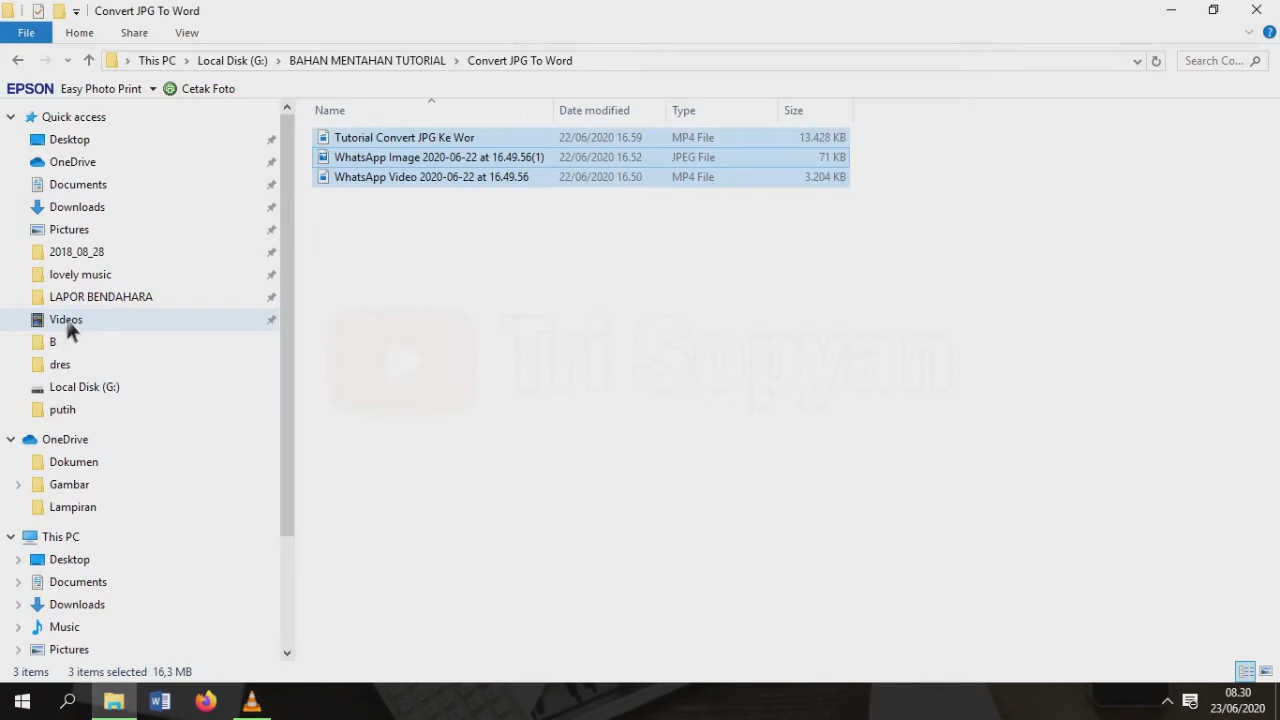 Convert JPG To Word
File Home Share View
This PC Local Disk (G:) BAHAN MENTAHAN TUTORIAL Convert JPG To Word Search Co...
EPSON Easy Photo Print Cetak Foto
Quick access
Desktop
OneDrive
Documents
Downloads
Pictures
2018_08_28
lovely music
LAPOR BENDAHARA
Videos
B
dres
Local Disk (G:)
putih
OneDrive
Dokumen
Gambar
Lampiran
This PC
Desktop
Documents
Downloads
Music
Pictures
Name Date modified Type Size
Tutorial Convert JPG Ke Wor 22/06/2020 16.59 MP4 File 13.428 KB
WhatsApp Image 2020-06-22 at 16.49.56(1) 22/06/2020 16.52 JPEG File 71 KB
WhatsApp Video 2020-06-22 at 16.49.56 22/06/2020 16.50 MP4 File 3.204 KB
Tri Sopyan
3 items 3 items selected 16,3 MB
08.30
23/06/2020